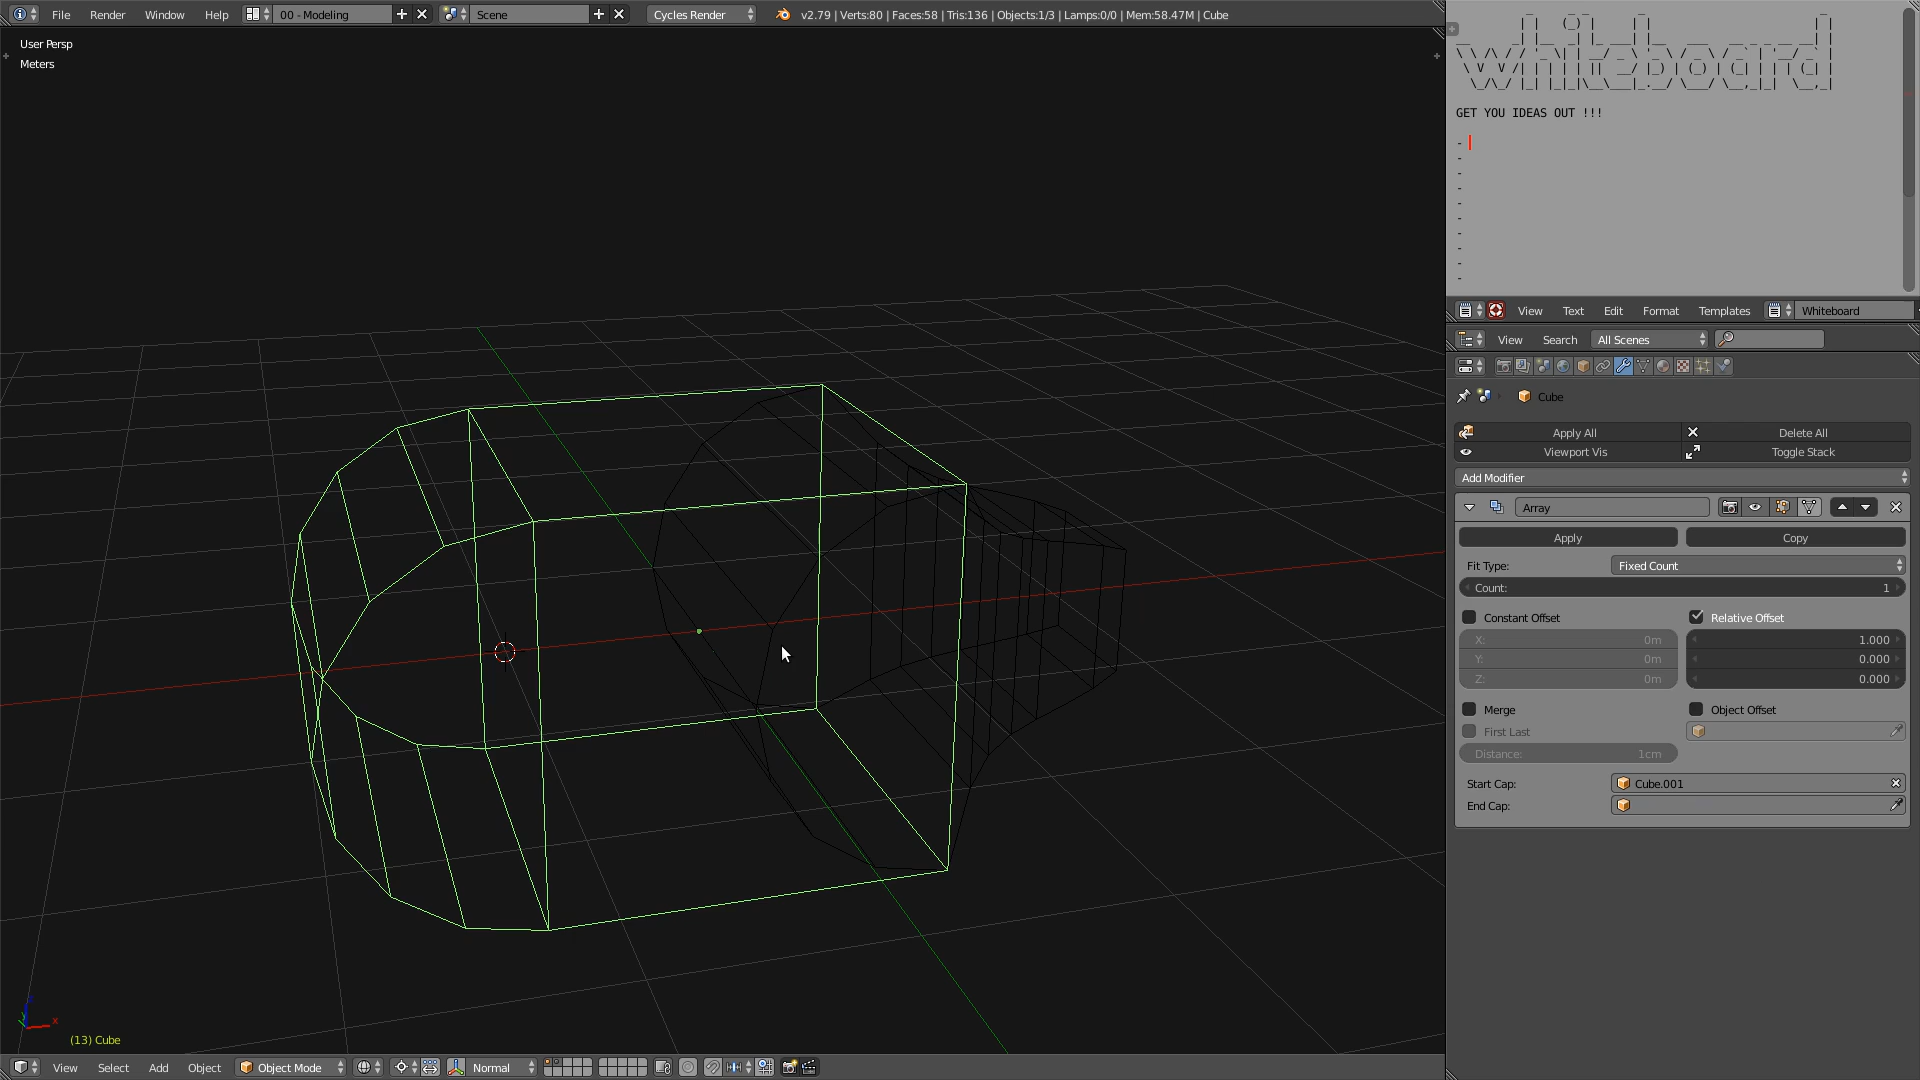 File Render Window Help 00 - Modeling Scene Cycles Render v2.79 | Verts:80 | Faces:58 | Tris:136 | Objects:1/3 | Lamps:0/0 | Mem:58.47M | Cube
User Persp
Meters
(13) Cube
View Select Add Object Object Mode Normal
whiteboard
GET YOU IDEAS OUT !!!
-
-
-
-
-
-
-
-
-
-
View Text Edit Format Templates Whiteboard
View Search All Scenes
Cube
Apply All Delete All
Viewport Vis Toggle Stack
Add Modifier
Array
Apply Copy
Fit Type: Fixed Count
Count: 1
Constant Offset Relative Offset
X: 0m 1.000
Y: 0m 0.000
Z: 0m 0.000
Merge Object Offset
First Last
Distance: 1cm
Start Cap: Cube.001
End Cap: